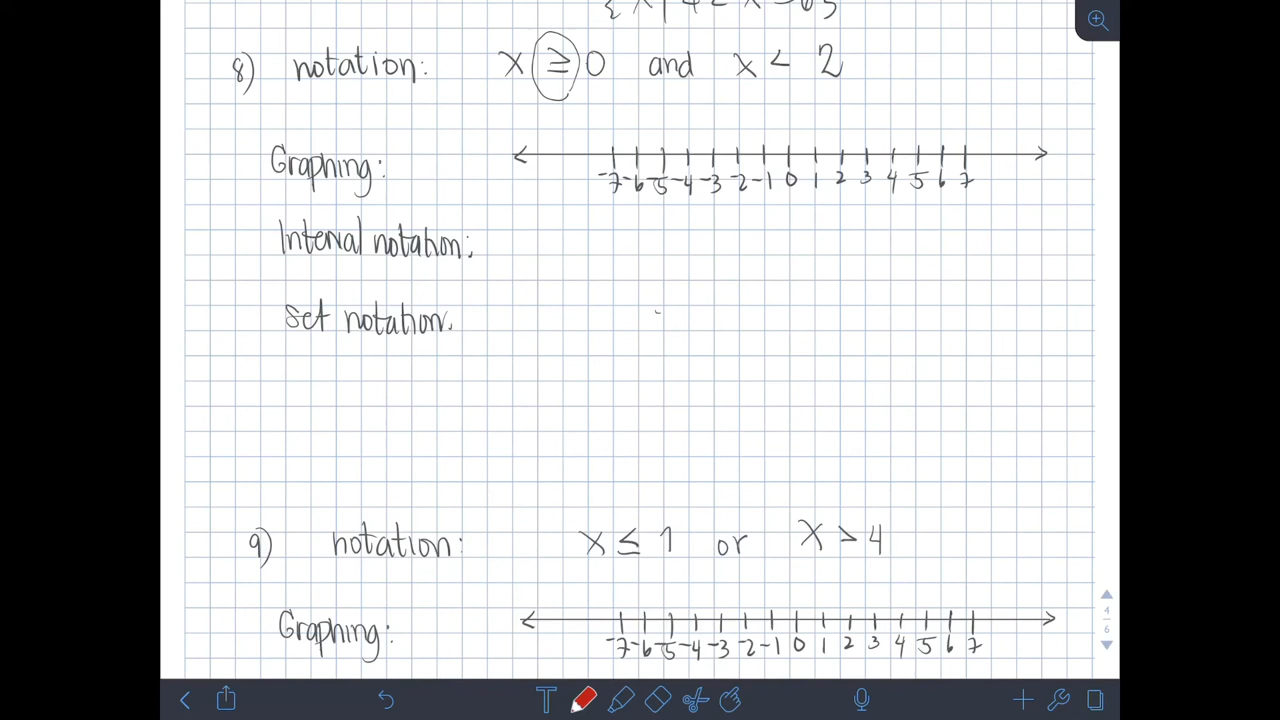 8) notation: x ≥ 0 and x < 2
Graphing:
-7 -6 -5 -4 -3 -2 -1 0 1 2 3 4 5 6 7
Interval notation:
Set notation.
9) notation: x ≤ 1 or x > 4
Graphing:
-7 -6 -5 -4 -3 -2 -1 0 1 2 3 4 5 6 7
4
6
T